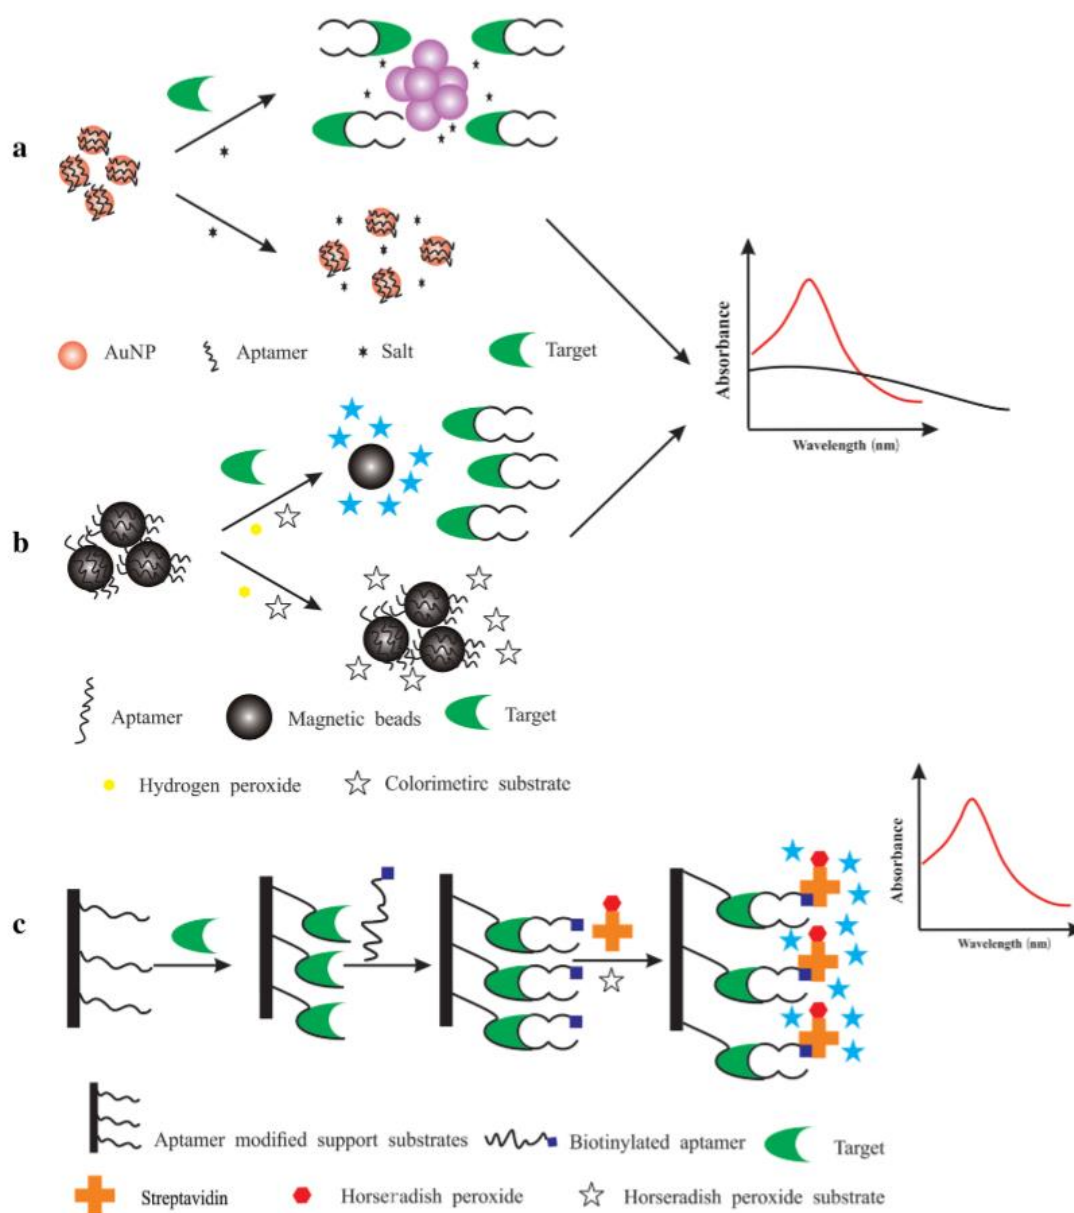 a
AuNP
Aptamer
Salt
Target
Absorbance
Wavelength (nm)
b
Aptamer
Magnetic beads
Target
Hydrogen peroxide
Colorimetirc substrate
Absorbance
Wavelength (nm)
c
Aptamer modified support substrates
Biotinylated aptamer
Target
Streptavidin
Horseradish peroxide
Horseradish peroxide substrate